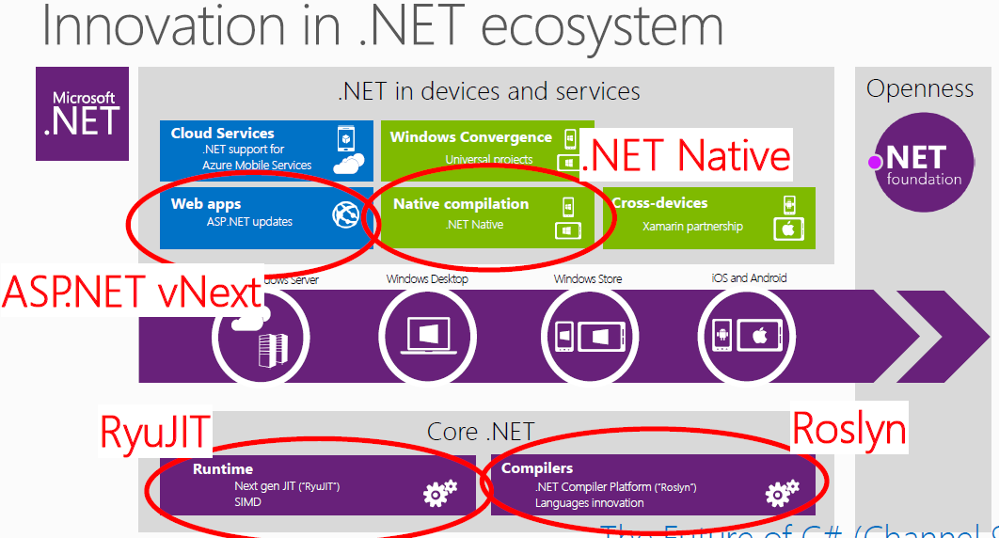 Innovation in .NET ecosystem
Microsoft
.NET
.NET in devices and services
Openness
Cloud Services
.NET support for
Azure Mobile Services
Windows Convergence
Universal projects
.NET Native
.NET
foundation
Web apps
ASP.NET updates
Native compilation
.NET Native
Cross-devices
Xamarin partnership
ASP.NET vNext
Server
Windows Desktop
Windows Store
iOS and Android
RyuJIT
Core .NET
Roslyn
Runtime
Next gen JIT ("RyuJIT")
SIMD
Compilers
.NET Compiler Platform ("Roslyn")
Languages innovation
The Future of C# (Channel